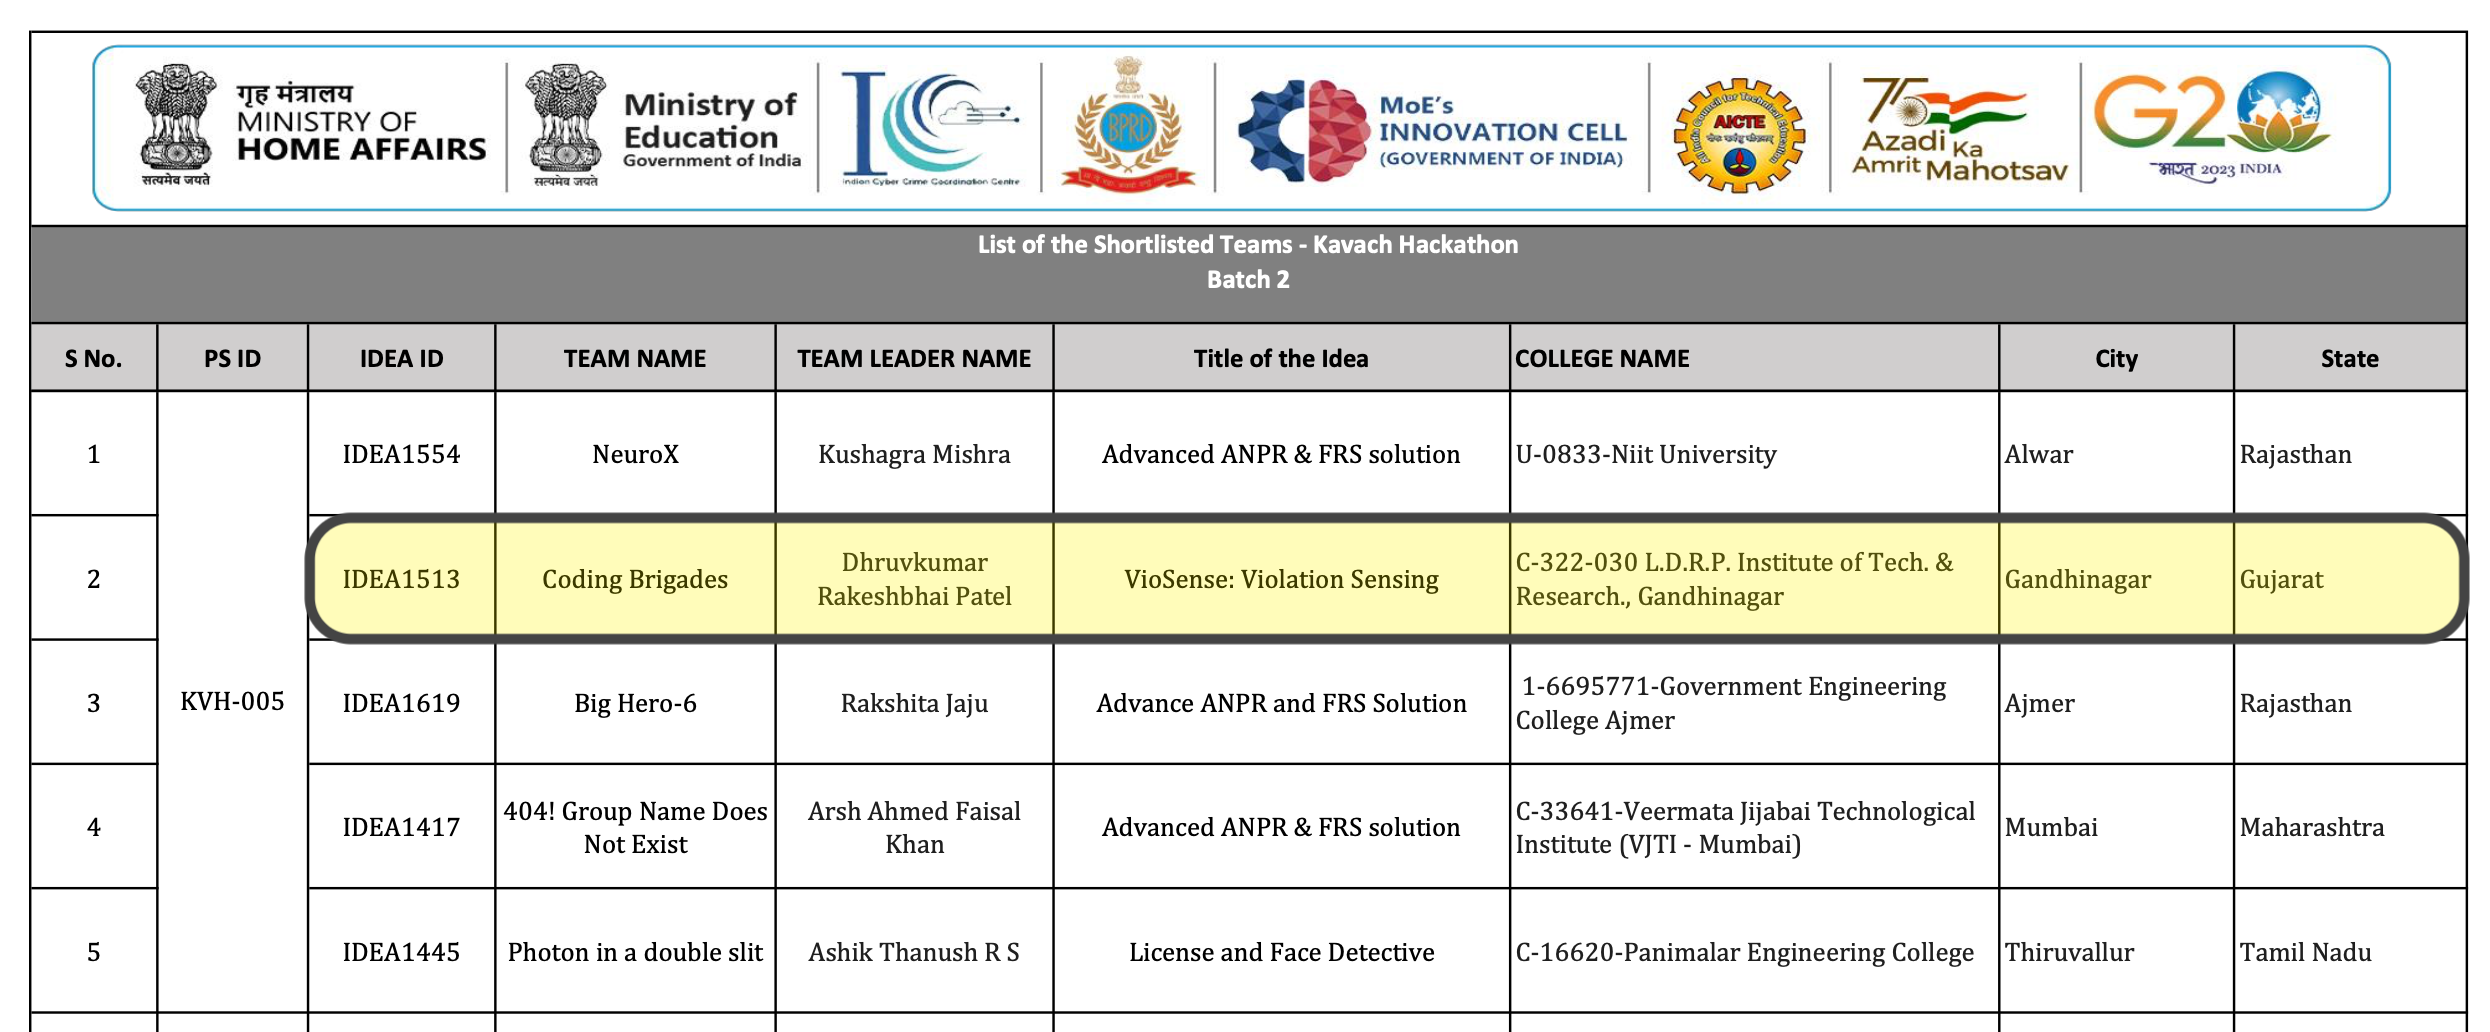 गृह मंत्रालय
MINISTRY OF
HOME AFFAIRS
सत्यमेव जयते
Ministry of
Education
Government of India
सत्यमेव जयते
Indian Cyber Crime Coordination Centre
BPRD
MoE's
INNOVATION CELL
(GOVERNMENT OF INDIA)
All India Council for Technical Education
AICTE
75
Azadi Ka
Amrit Mahotsav
G20
भारत 2023 INDIA
List of the Shortlisted Teams - Kavach Hackathon
Batch 2
S No. PS ID IDEA ID TEAM NAME TEAM LEADER NAME Title of the Idea COLLEGE NAME City State
KVH-005
1 IDEA1554 NeuroX Kushagra Mishra Advanced ANPR & FRS solution U-0833-Niit University Alwar Rajasthan
2 IDEA1513 Coding Brigades Dhruvkumar Rakeshbhai Patel VioSense: Violation Sensing C-322-030 L.D.R.P. Institute of Tech. & Research., Gandhinagar Gandhinagar Gujarat
3 IDEA1619 Big Hero-6 Rakshita Jaju Advance ANPR and FRS Solution 1-6695771-Government Engineering College Ajmer Ajmer Rajasthan
4 IDEA1417 404! Group Name Does Not Exist Arsh Ahmed Faisal Khan Advanced ANPR & FRS solution C-33641-Veermata Jijabai Technological Institute (VJTI - Mumbai) Mumbai Maharashtra
5 IDEA1445 Photon in a double slit Ashik Thanush R S License and Face Detective C-16620-Panimalar Engineering College Thiruvallur Tamil Nadu